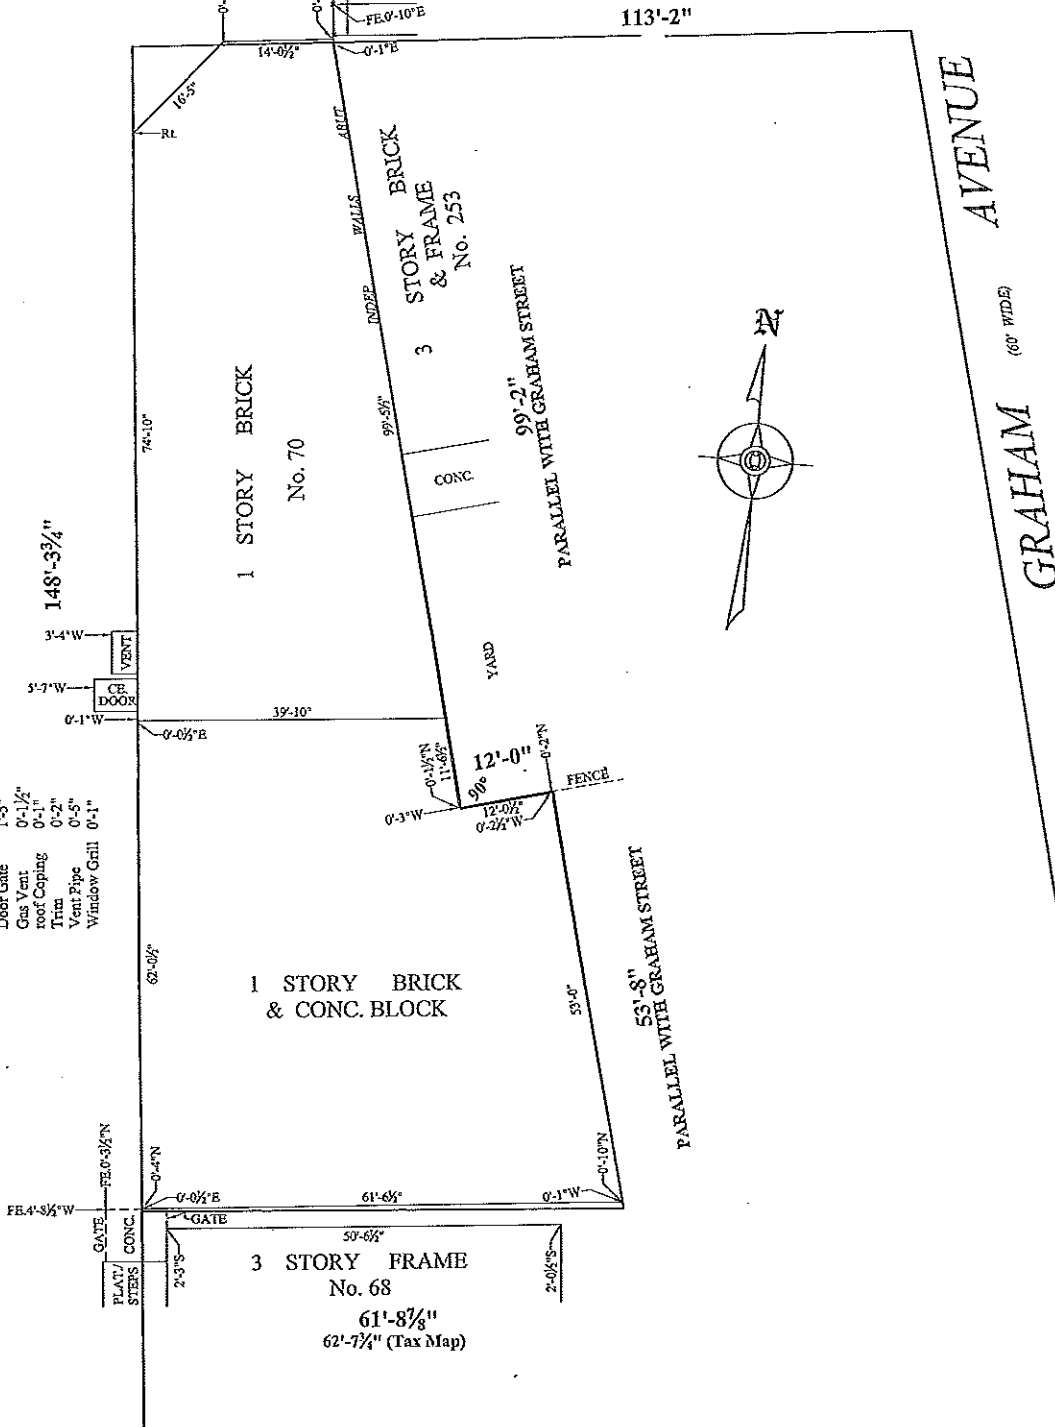 FE.0'-10"E
113'-2"
14'-0½"
0'-1"E
16'-5"
RL
AVENUE
GRAHAM
(60' WIDE)
N
ABUT
WALLS
INDEP
3 STORY BRICK
& FRAME
No. 253
99'-2"
PARALLEL WITH GRAHAM STREET
99'-5½"
CONC.
YARD
1 STORY BRICK
No. 70
74'-10"
148'-3¾"
3'-4"W
VENT
5'-7"W
DOOR
0'-1"W
0'-0½"E
39'-10"
0'-1½"N
11'-6½"
12'-0"
90°
0'-2"N
FENCE
0'-3"W
12'-0½"
0'-2½"W
Door Gate 1'-3"
Gas Vent 0'-1½"
roof Coping 0'-1"
Trim 0'-2"
Vent Pipe 0'-5"
Window Grill 0'-1"
62'-0½"
1 STORY BRICK
& CONC. BLOCK
53'-0"
53'-8"
PARALLEL WITH GRAHAM STREET
FE.0'-3½"N
0'-4"N
0'-10"N
FE.4'-8½"W
0'-0½"E
61'-6½"
0'-1"W
GATE
CONC.
GATE
50'-6½"
PLAT./
STEPS
2'-3"S
2'-0½"S
3 STORY FRAME
No. 68
61'-8⅞"
62'-7¾" (Tax Map)